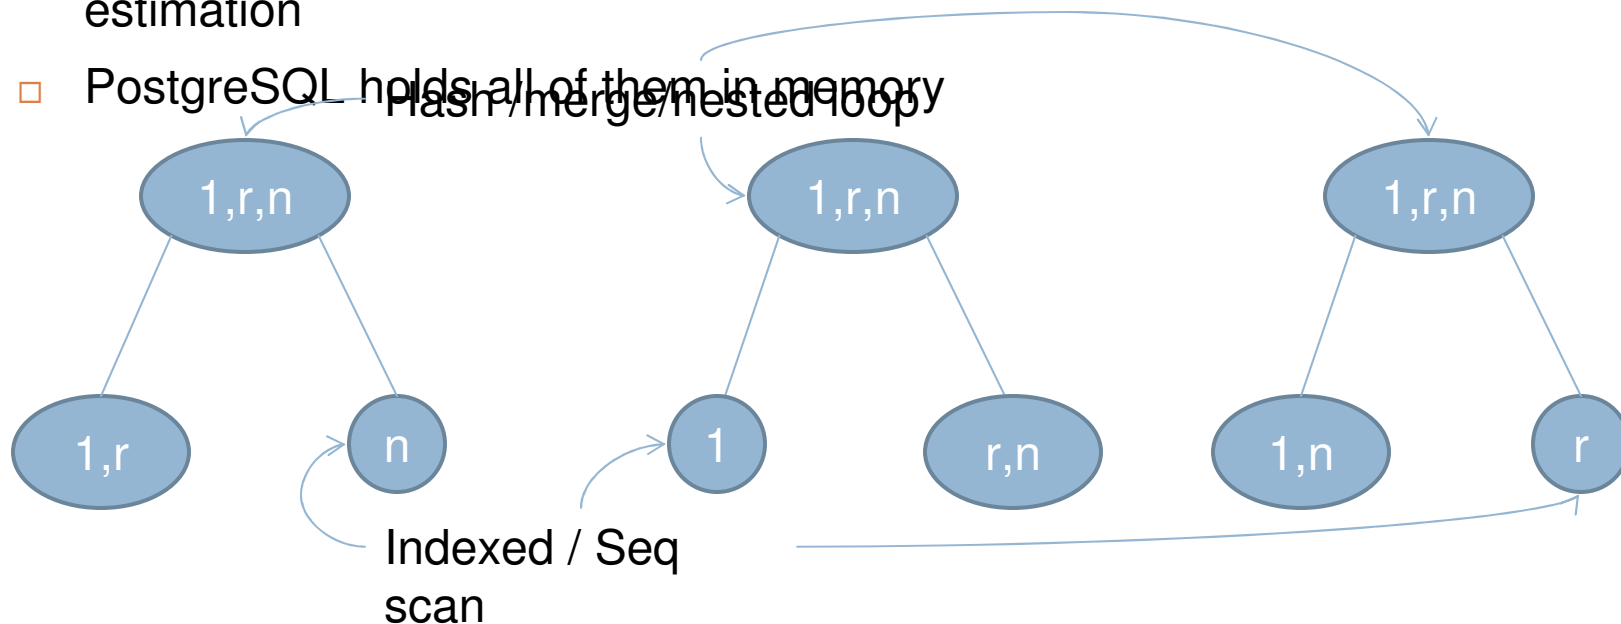 estimation
PostgreSQL holds all of them in memory
Hash /merge/nested loop
1,r,n 1,r,n 1,r,n
1,r n 1 r,n 1,n r
Indexed / Seq
scan